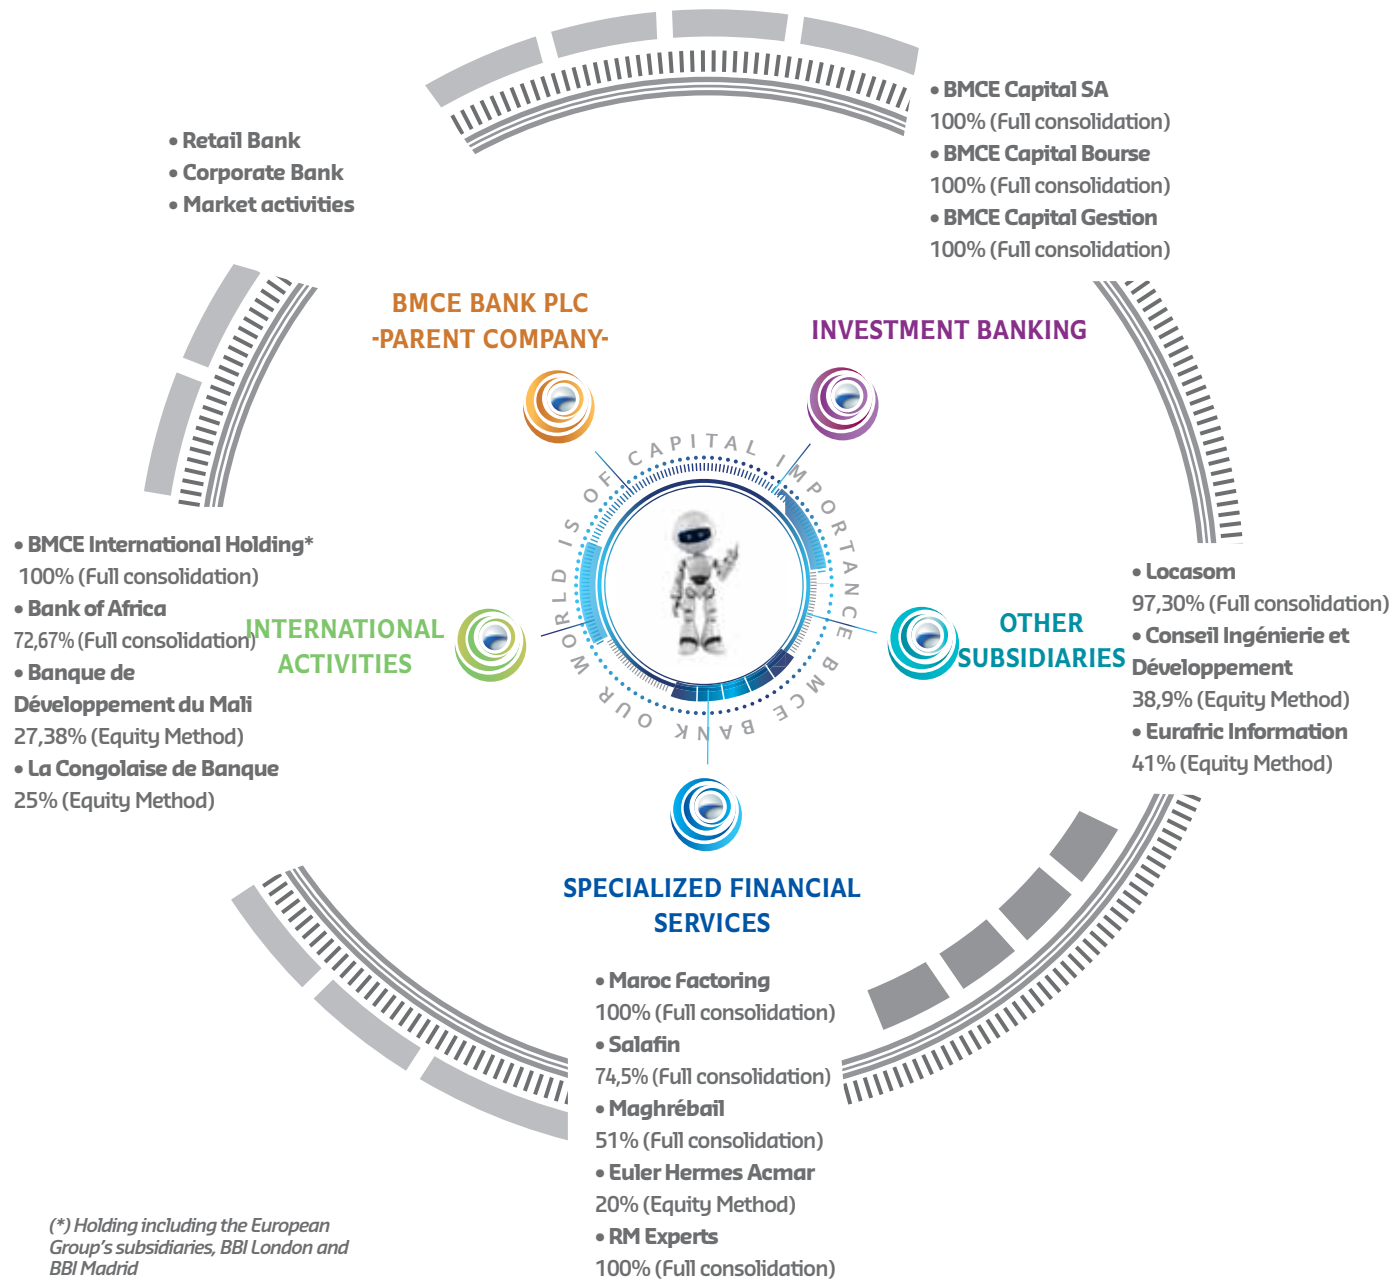 • Retail Bank
• Corporate Bank
• Market activities
• BMCE Capital SA
100% (Full consolidation)
• BMCE Capital Bourse
100% (Full consolidation)
• BMCE Capital Gestion
100% (Full consolidation)
BMCE BANK PLC
-PARENT COMPANY-
INVESTMENT BANKING
BMCE BANK OUR WORLD IS OF CAPITAL IMPORTANCE
• BMCE International Holding*
100% (Full consolidation)
• Bank of Africa
72,67% (Full consolidation)
• Banque de
Développement du Mali
27,38% (Equity Method)
• La Congolaise de Banque
25% (Equity Method)
INTERNATIONAL
ACTIVITIES
OTHER
SUBSIDIARIES
• Locasom
97,30% (Full consolidation)
• Conseil Ingénierie et
Développement
38,9% (Equity Method)
• Eurafric Information
41% (Equity Method)
SPECIALIZED FINANCIAL
SERVICES
• Maroc Factoring
100% (Full consolidation)
• Salafin
74,5% (Full consolidation)
• Maghrébail
51% (Full consolidation)
• Euler Hermes Acmar
20% (Equity Method)
• RM Experts
100% (Full consolidation)
(*) Holding including the European
Group's subsidiaries, BBI London and
BBI Madrid